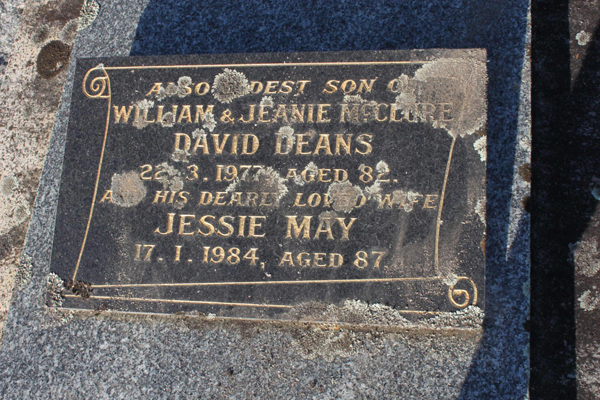 ALSO ELDEST SON OF
WILLIAM & JEANIE McCLURE
DAVID DEANS
22. 3. 1977 AGED 82.
AND HIS DEARLY LOVED WIFE
JESSIE MAY
17. 1. 1984, AGED 87